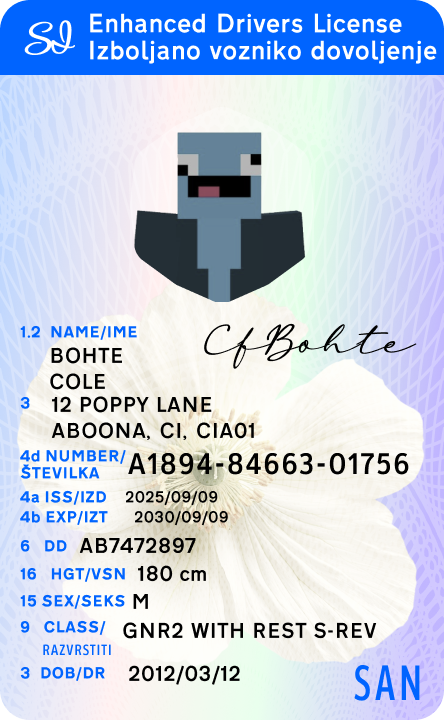 SI Enhanced Drivers License
Izboljano vozniko dovoljenje
1.2 NAME/IME
CfBohte
BOHTE
COLE
3 12 POPPY LANE
ABOONA, CI, CIA01
4d NUMBER/ŠTEVILKA A1894-84663-01756
4a ISS/IZD 2025/09/09
4b EXP/IZT 2030/09/09
6 DD AB7472897
16 HGT/VSN 180 cm
15 SEX/SEKS M
9 CLASS/ GNR2 WITH REST S-REV
RAZVRSTITI
3 DOB/DR 2012/03/12
SAN